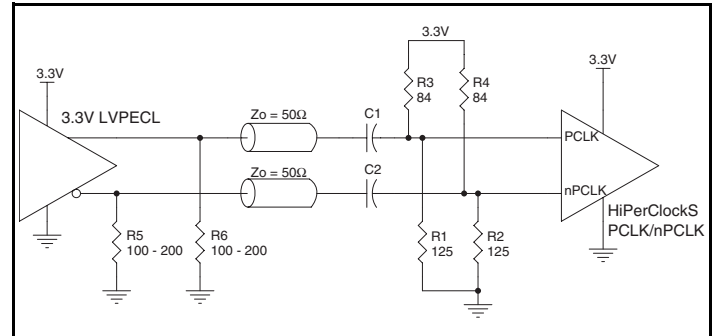 3.3V
3.3V
3.3V
R3
84
R4
84
3.3V LVPECL
Zo = 50Ω
C1
PCLK
Zo = 50Ω
C2
nPCLK
HiPerClockS
PCLK/nPCLK
R5
100 - 200
R6
100 - 200
R1
125
R2
125